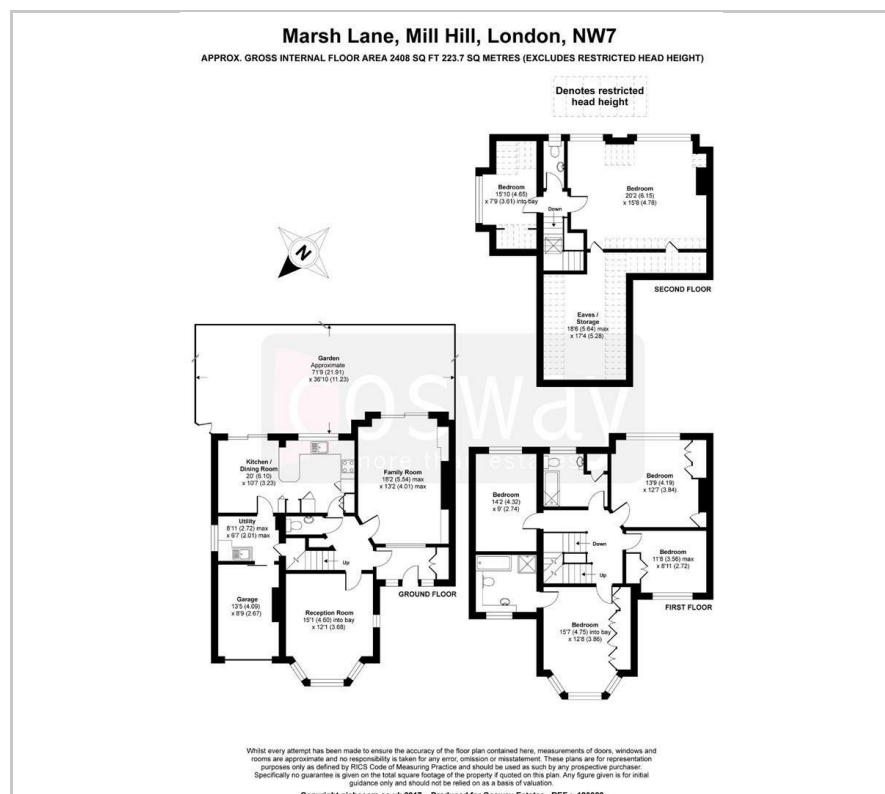 Marsh Lane, Mill Hill, London, NW7
APPROX. GROSS INTERNAL FLOOR AREA 2408 SQ FT 223.7 SQ METRES (EXCLUDES RESTRICTED HEAD HEIGHT)
Denotes restricted
head height
Bedroom
15'10 (4.65)
x 7'9 (3.61) into bay
Down
Bedroom
20'2 (6.15)
x 15'8 (4.78)
SECOND FLOOR
Eaves /
Storage
18'6 (5.64) max
x 17'4 (5.28)
N
Garden
Approximate
71'9 (21.91)
x 36'10 (11.23)
cosway
more than estates
Kitchen /
Dining Room
20' (6.10)
x 10'7 (3.23)
Family Room
18'2 (5.54) max
x 13'2 (4.01) max
Utility
8'11 (2.72) max
x 6'7 (2.01) max
Up
Garage
13'5 (4.09)
x 8'9 (2.67)
Reception Room
15'1 (4.60) into bay
x 12'1 (3.68)
GROUND FLOOR
Bedroom
14'2 (4.32)
x 9' (2.74)
Bedroom
13'9 (4.19)
x 12'7 (3.84)
Down
Up
Bedroom
11'8 (3.56) max
x 8'11 (2.72)
Bedroom
15'7 (4.75) into bay
x 12'8 (3.86)
FIRST FLOOR
Whilst every attempt has been made to ensure the accuracy of the floor plan contained here, measurements of doors, windows and
rooms are approximate and no responsibility is taken for any error, omission or misstatement. These plans are for representation
purposes only as defined by RICS Code of Measuring Practice and should be used as such by any prospective purchaser.
Specifically no guarantee is given on the total square footage of the property if quoted on this plan. Any figure given is for initial
guidance only and should not be relied on as a basis of valuation.